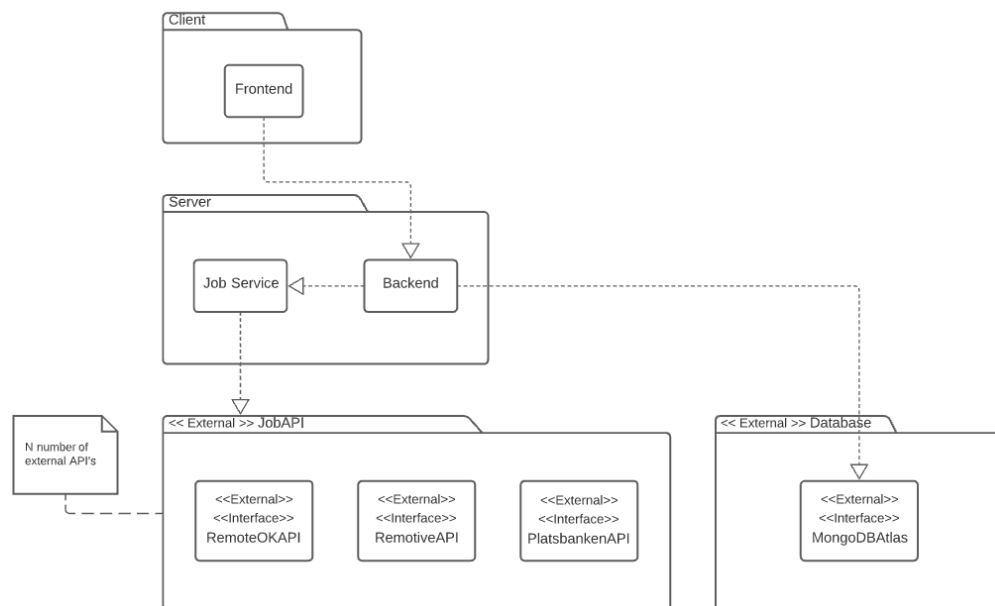 Client
Frontend
Server
Job Service
Backend
N number of
external API's
<< External >> JobAPI
<< External >> Database
<<External>>
<<Interface>>
RemoteOKAPI
<<External>>
<<Interface>>
RemotiveAPI
<<External>>
<<Interface>>
PlatsbankenAPI
<<External>>
<<Interface>>
MongoDBAtlas